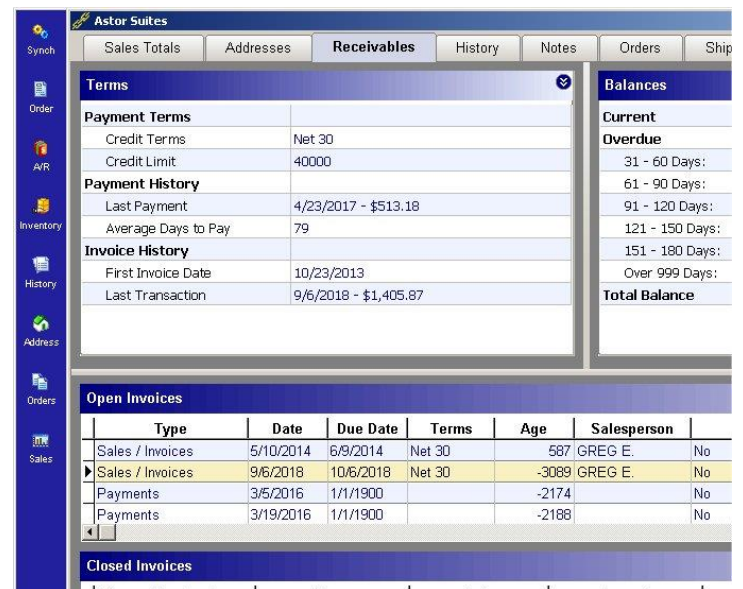 Astor Suites
Sales Totals Addresses Receivables History Notes Orders Ship
Synch
Order
A/R
Inventory
History
Address
Orders
Sales
Terms
Payment Terms
Credit Terms Net 30
Credit Limit 40000
Payment History
Last Payment 4/23/2017 - $513.18
Average Days to Pay 79
Invoice History
First Invoice Date 10/23/2013
Last Transaction 9/6/2018 - $1,405.87
Balances
Current
Overdue
31 - 60 Days:
61 - 90 Days:
91 - 120 Days:
121 - 150 Days:
151 - 180 Days:
Over 999 Days:
Total Balance
Open Invoices
Type Date Due Date Terms Age Salesperson
Sales / Invoices 5/10/2014 6/9/2014 Net 30 587 GREG E. No
Sales / Invoices 9/6/2018 10/6/2018 Net 30 -3089 GREG E. No
Payments 3/5/2016 1/1/1900 -2174 No
Payments 3/19/2016 1/1/1900 -2188 No
Closed Invoices